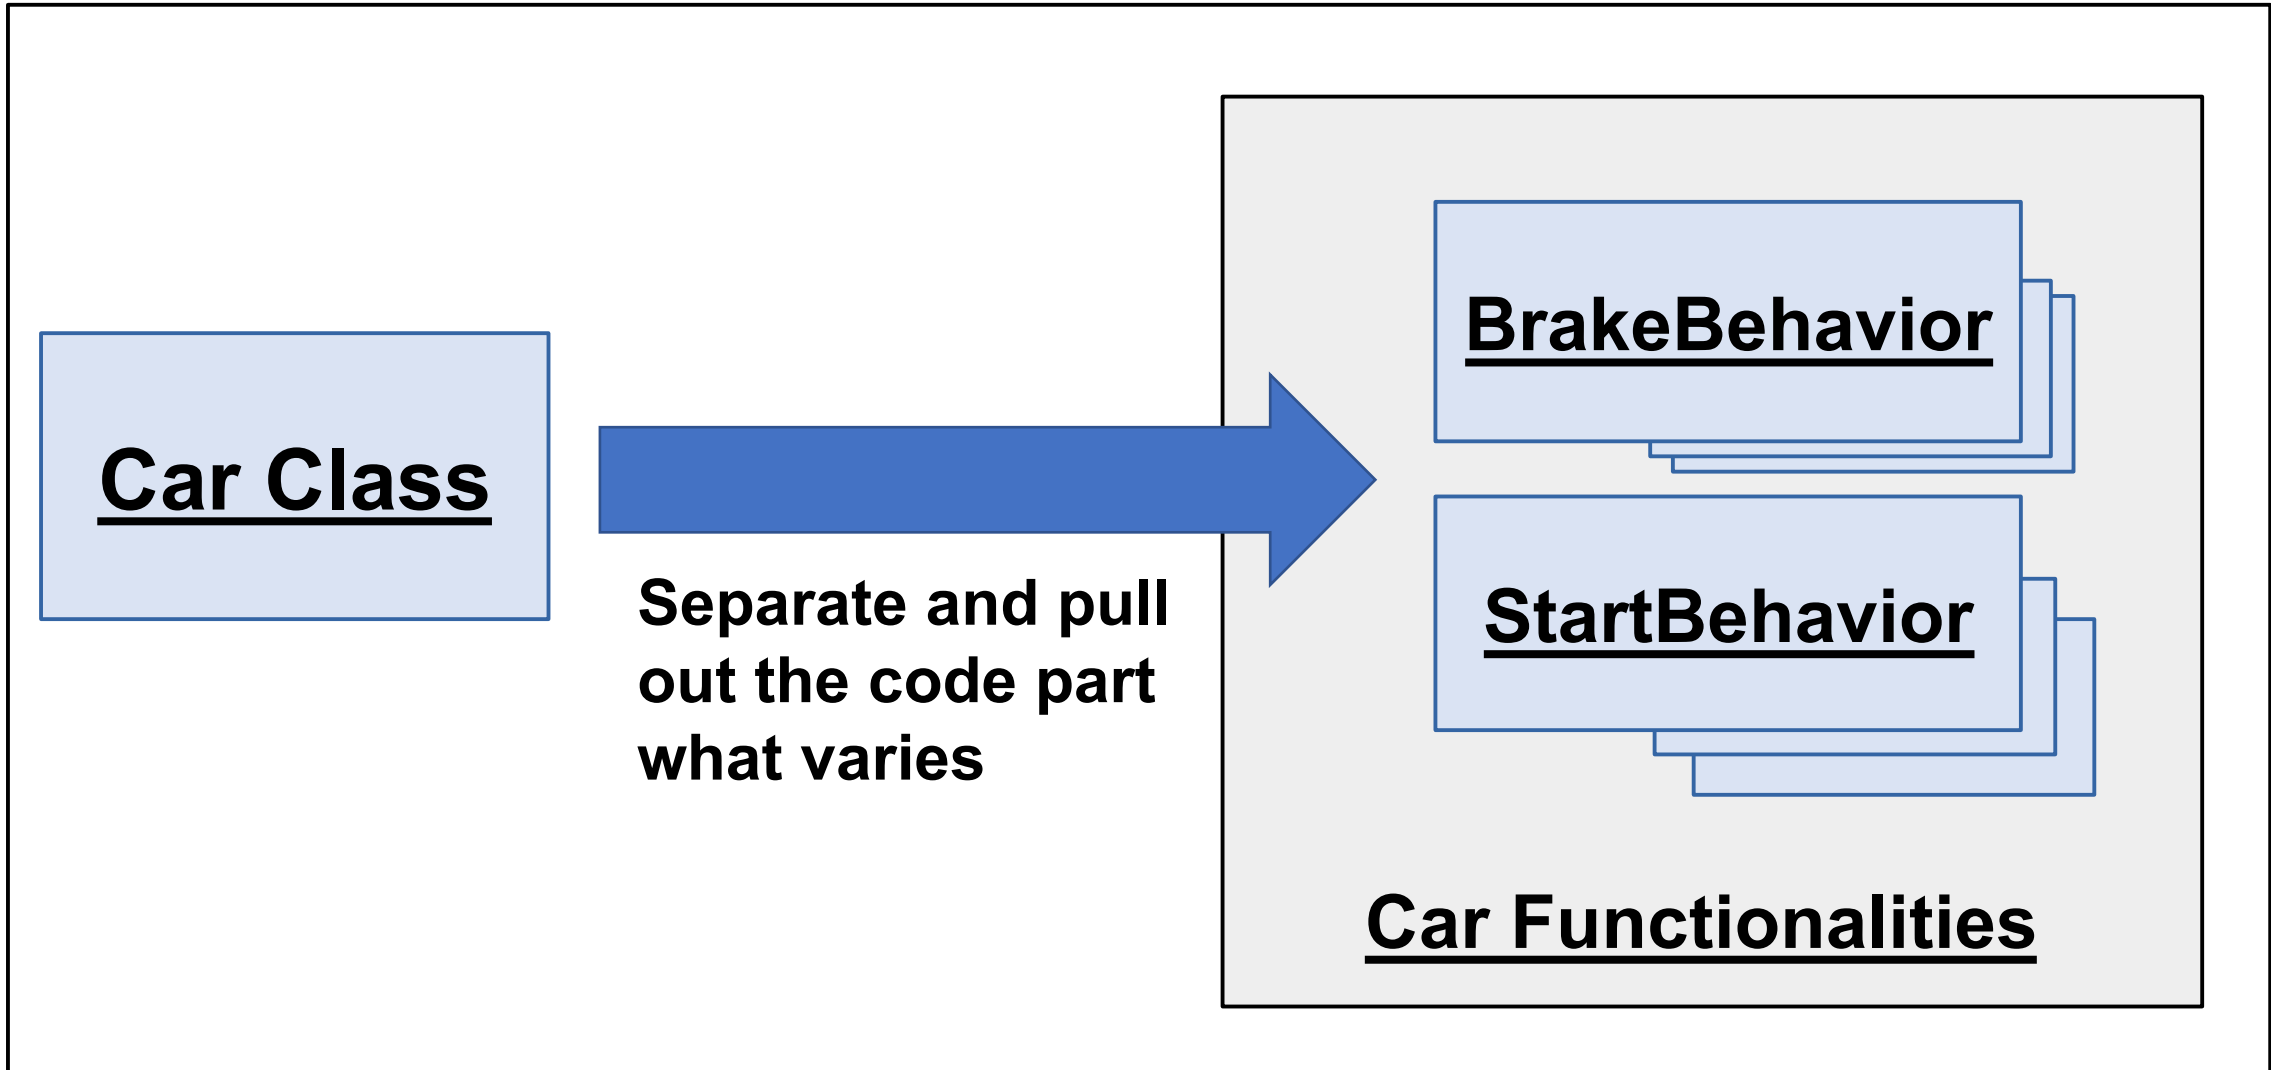 Car Class
Separate and pull
out the code part
what varies
BrakeBehavior
StartBehavior
Car Functionalities